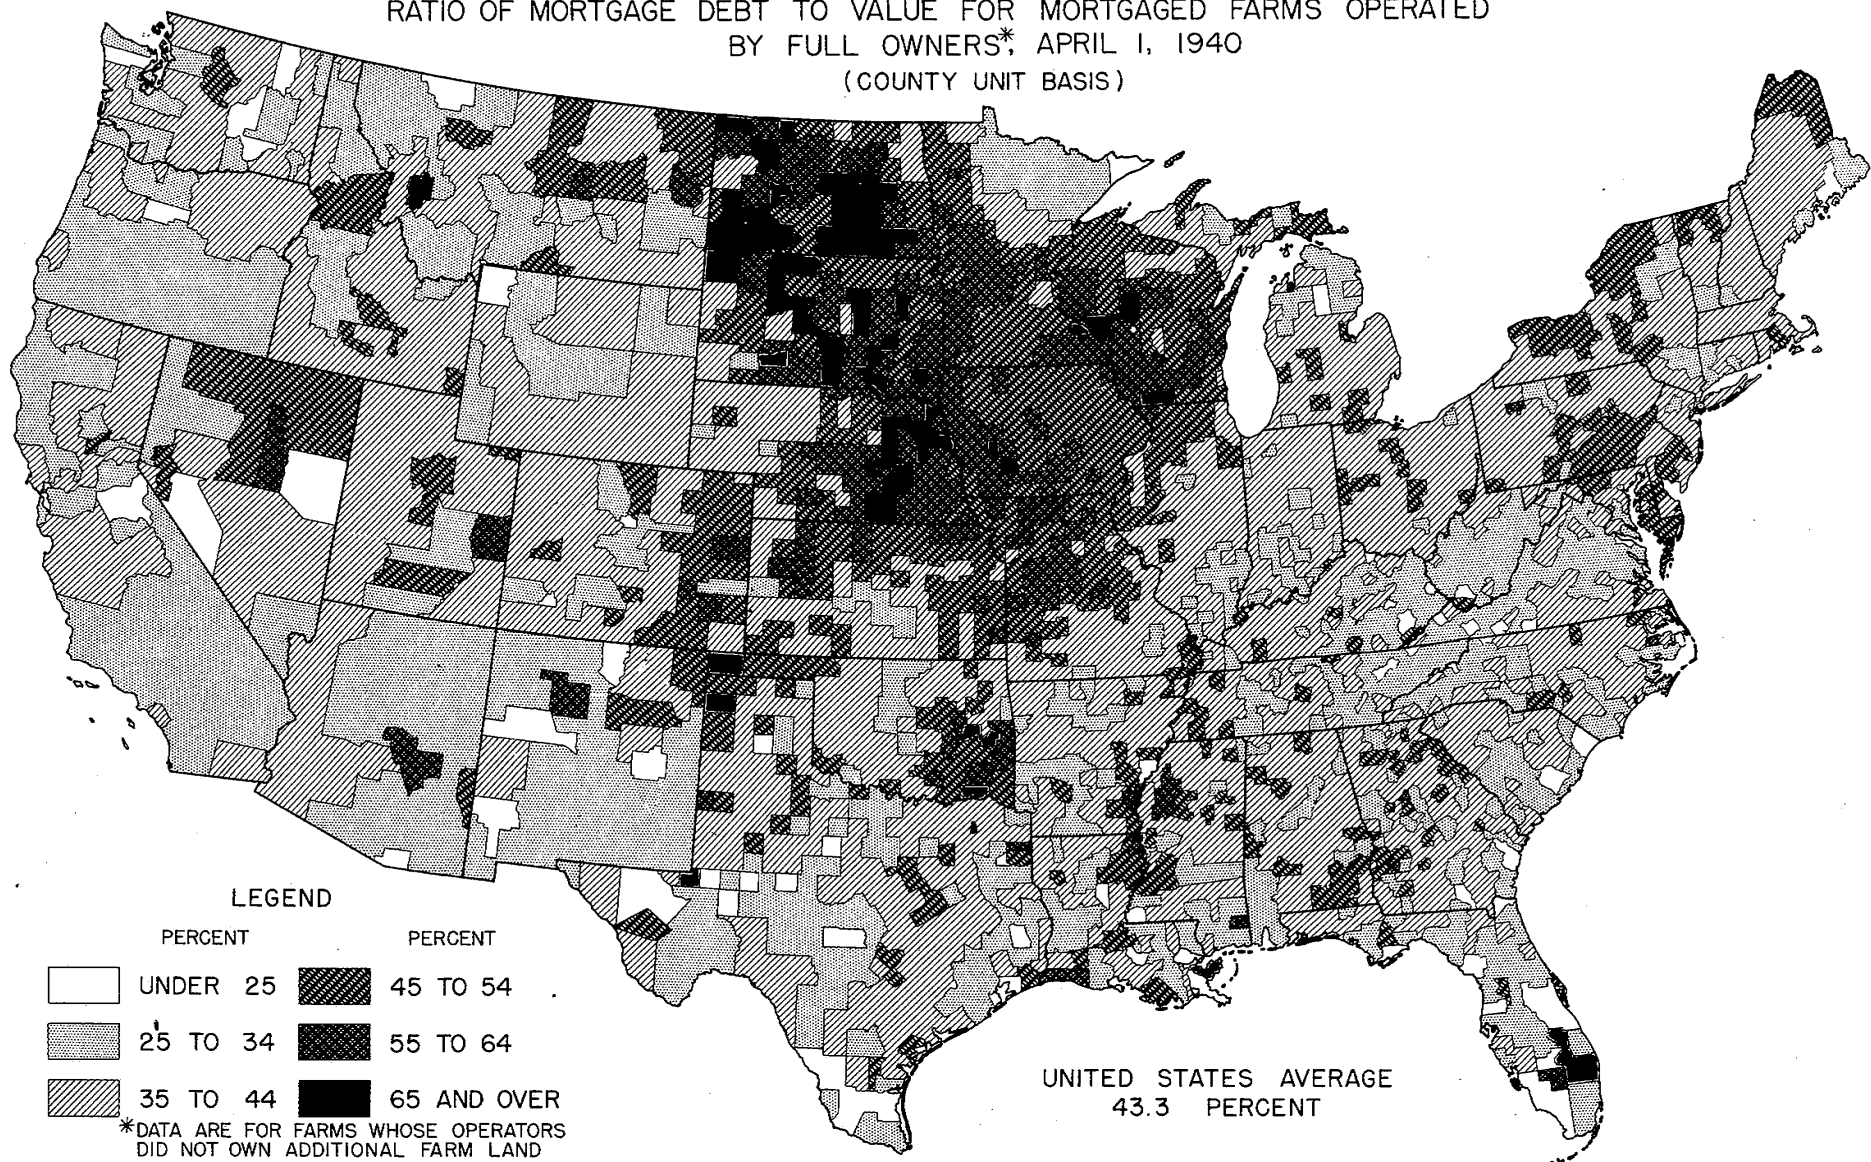 RATIO OF MORTGAGE DEBT TO VALUE FOR MORTGAGED FARMS OPERATED
BY FULL OWNERS*, APRIL 1, 1940
(COUNTY UNIT BASIS)
LEGEND
PERCENT PERCENT
UNDER 25 45 TO 54
25 TO 34 55 TO 64
35 TO 44 65 AND OVER
*DATA ARE FOR FARMS WHOSE OPERATORS
DID NOT OWN ADDITIONAL FARM LAND
UNITED STATES AVERAGE
43.3 PERCENT